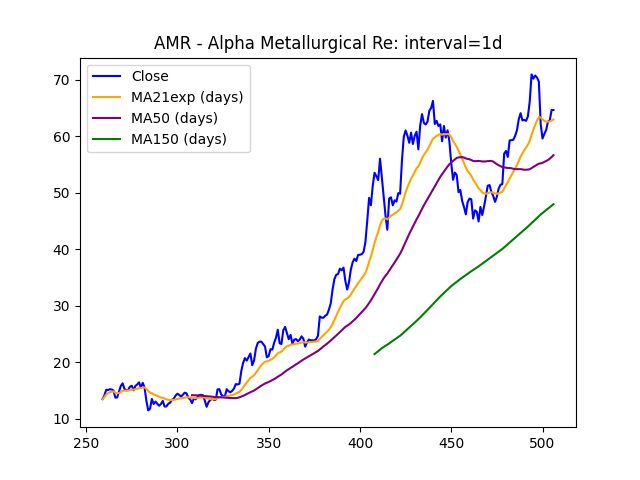 AMR - Alpha Metallurgical Re: interval=1d
Close
MA21exp (days)
MA50 (days)
MA150 (days)
70
60
50
40
30
20
10
250 300 350 400 450 500